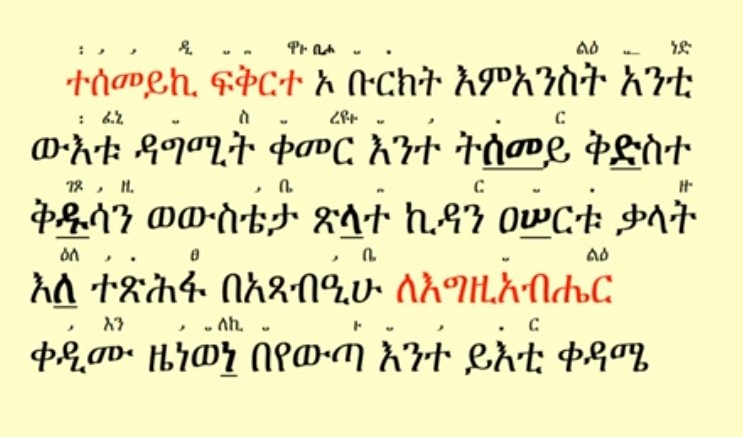 ተሰመይኪ ፍቅርተ ኦ ቡርክት እምአንስት አንቲ
ውእቱ ዳግሚት ቀመር እንተ ትሰመይ ቅድስተ
ቅዱሳን ወውስቴታ ጽላተ ኪዳን ዐሠርቱ ቃላት
እለ ተጽሕፋ በአጻብዒሁ ለእግዚአብሔር
ቀዲሙ ዜነወነ በየውጣ እንተ ይእቲ ቀዳሜ